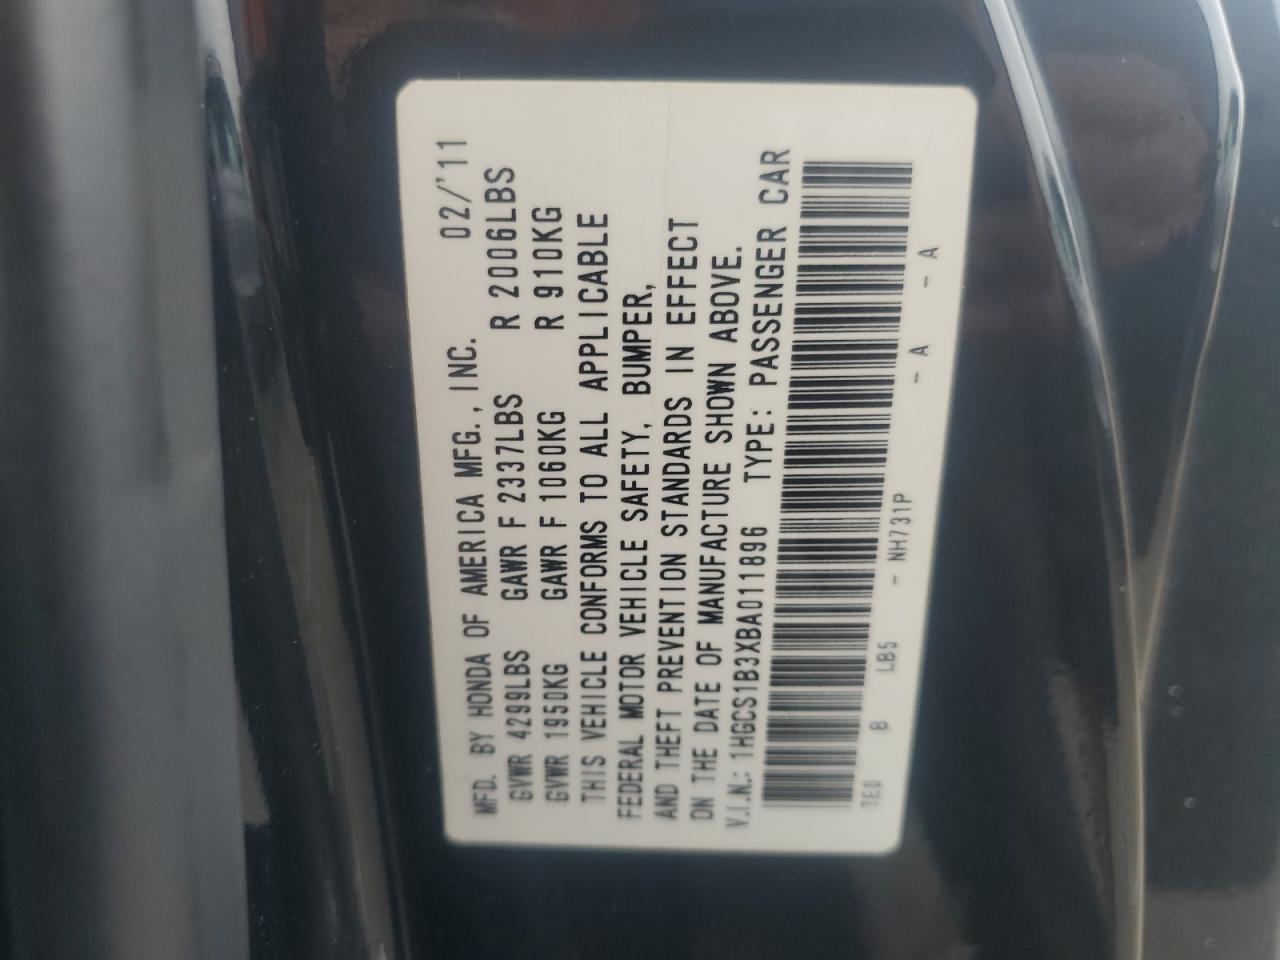 MFD. BY HONDA OF AMERICA MFG., INC. 02/'11
GVWR 4299LBS GAWR F 2337LBS R 2006LBS
GVWR 1950KG GAWR F 1060KG R 910KG
THIS VEHICLE CONFORMS TO ALL APPLICABLE
FEDERAL MOTOR VEHICLE SAFETY, BUMPER,
AND THEFT PREVENTION STANDARDS IN EFFECT
ON THE DATE OF MANUFACTURE SHOWN ABOVE.
V.I.N.: 1HGCS1B3XBA011896 TYPE: PASSENGER CAR
TE0 B LB5 - NH731P - A - A